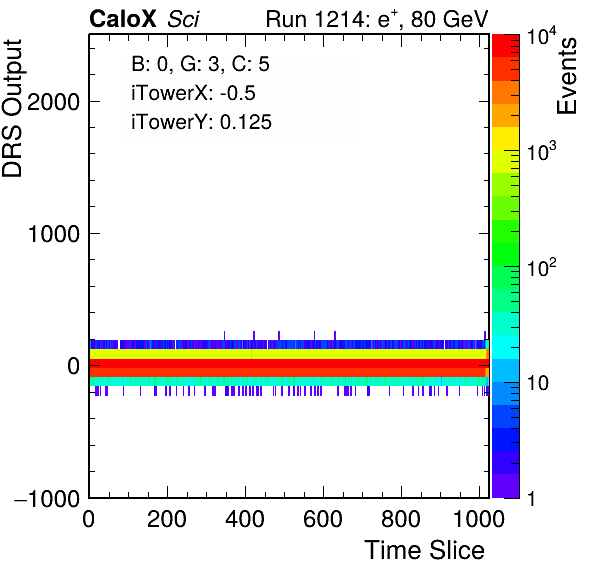 CaloX Sci
Run 1214: e+, 80 GeV
B: 0, G: 3, C: 5
iTowerX: -0.5
iTowerY: 0.125
DRS Output
2000
1000
0
−1000
0
200
400
600
800
1000
Time Slice
Events
10^4
10^3
10^2
10
1